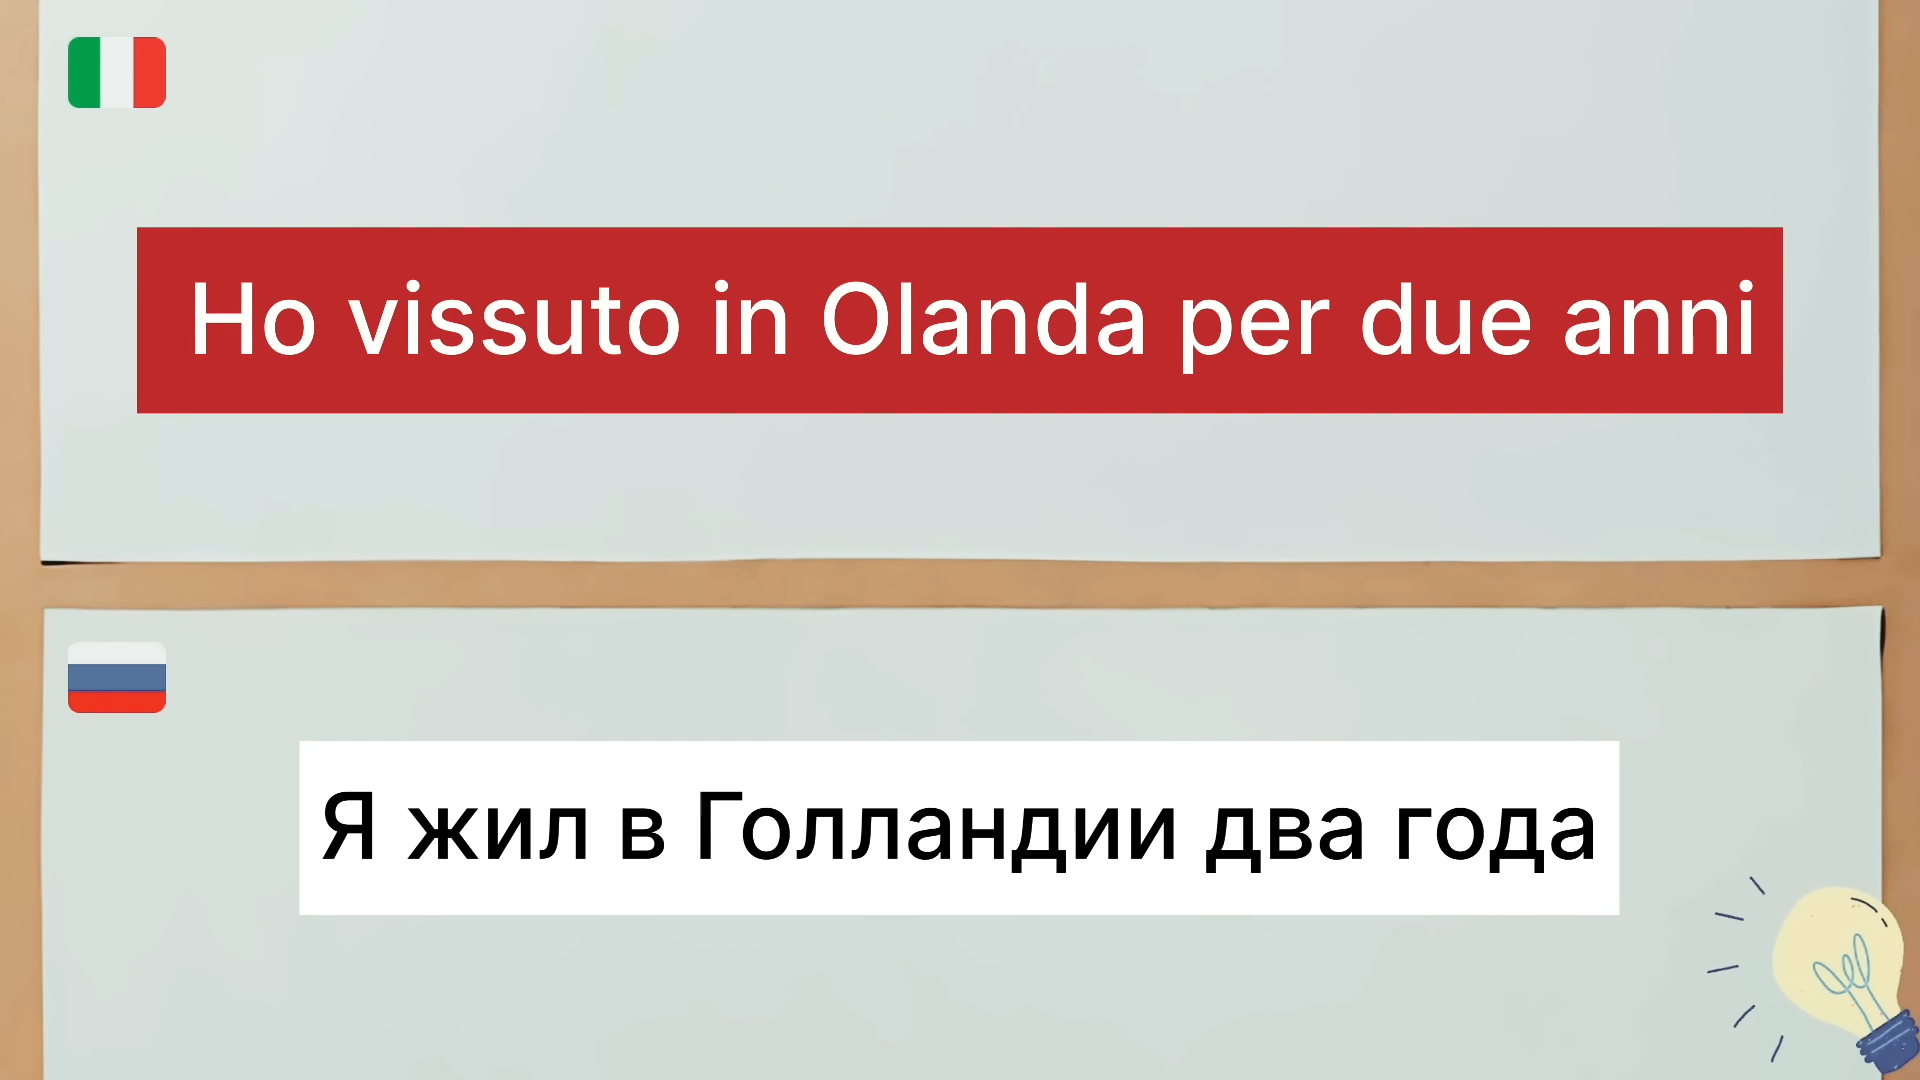 Ho vissuto in Olanda per due anni
Я жил в Голландии два года